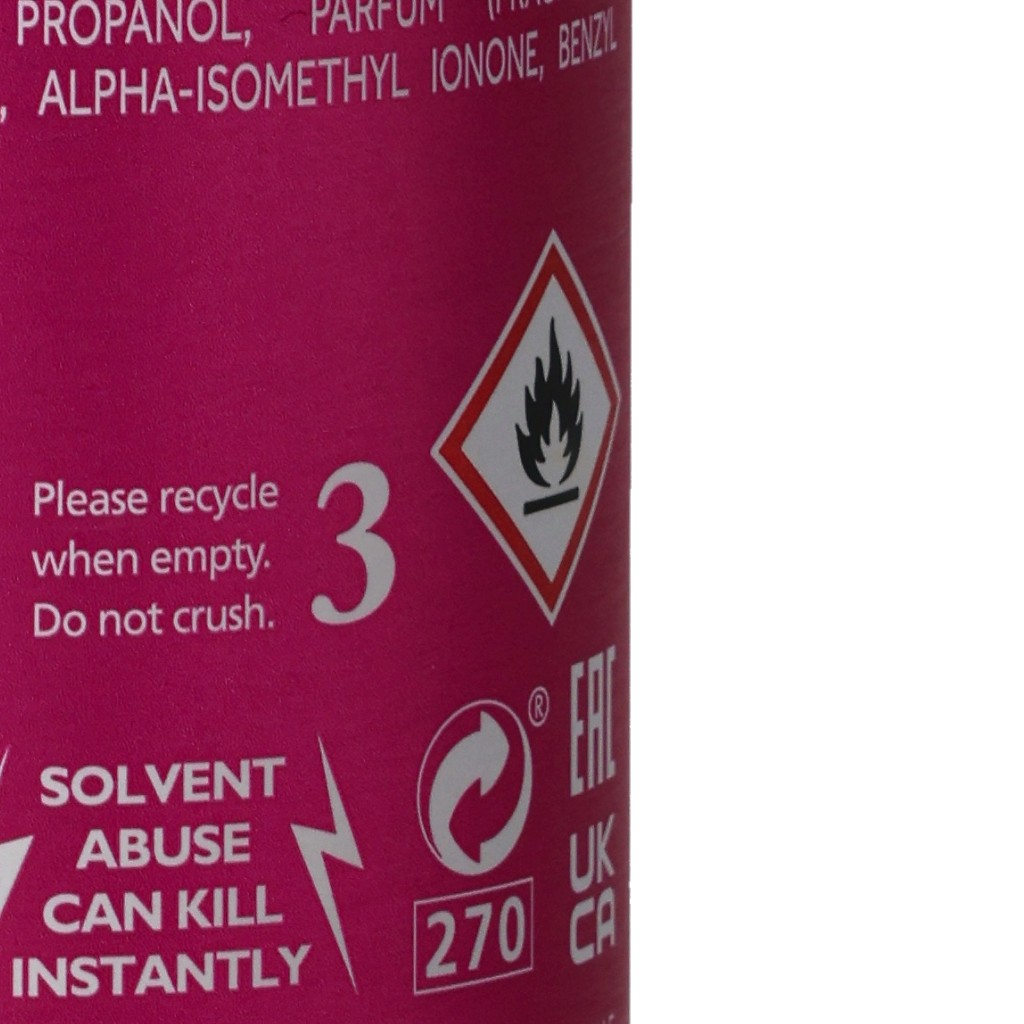 PROPANOL, PARFUM
, ALPHA-ISOMETHYL IONONE, BENZYL
Please recycle
when empty.
Do not crush.
3
®
EAC
SOLVENT
ABUSE
CAN KILL
INSTANTLY
UK
CA
270